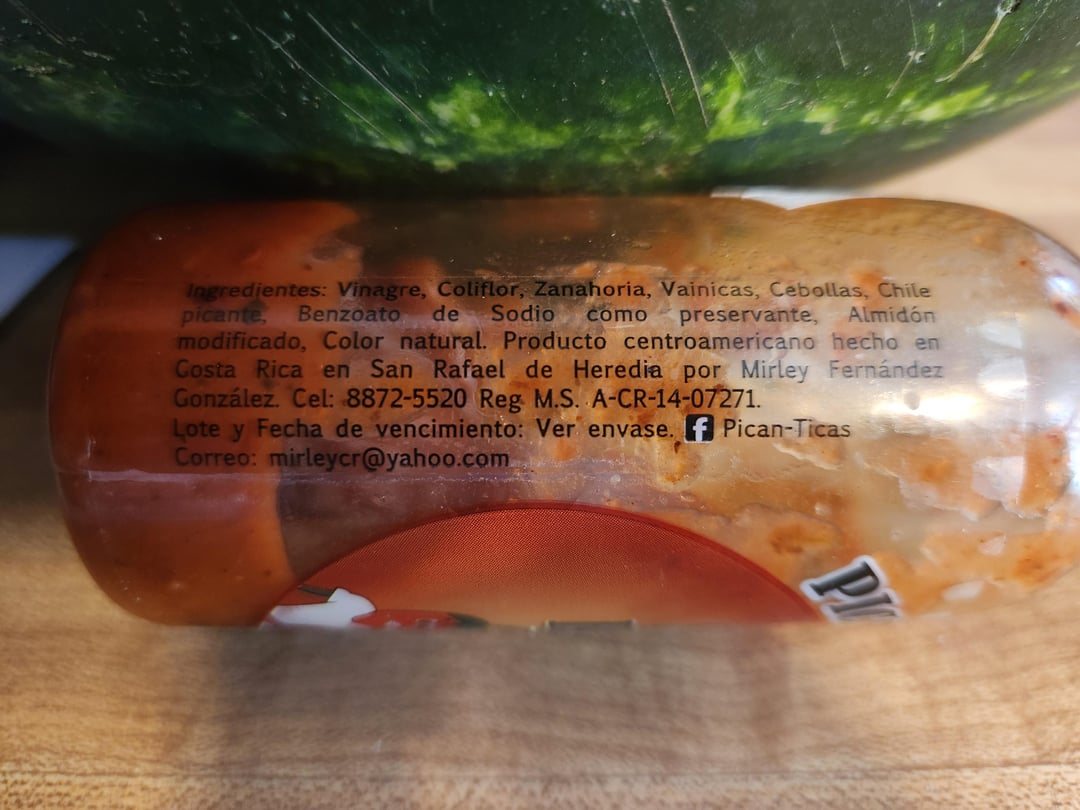 Ingredientes: Vinagre, Coliflor, Zanahoria, Vainicas, Cebollas, Chile
picante, Benzoato de Sodio como preservante, Almidón
modificado, Color natural. Producto centroamericano hecho en
Costa Rica en San Rafael de Heredia por Mirley Fernández
González. Cel: 8872-5520 Reg M.S. A-CR-14-07271.
Lote y Fecha de vencimiento: Ver envase. f Pican-Ticas
Correo: mirleycr@yahoo.com